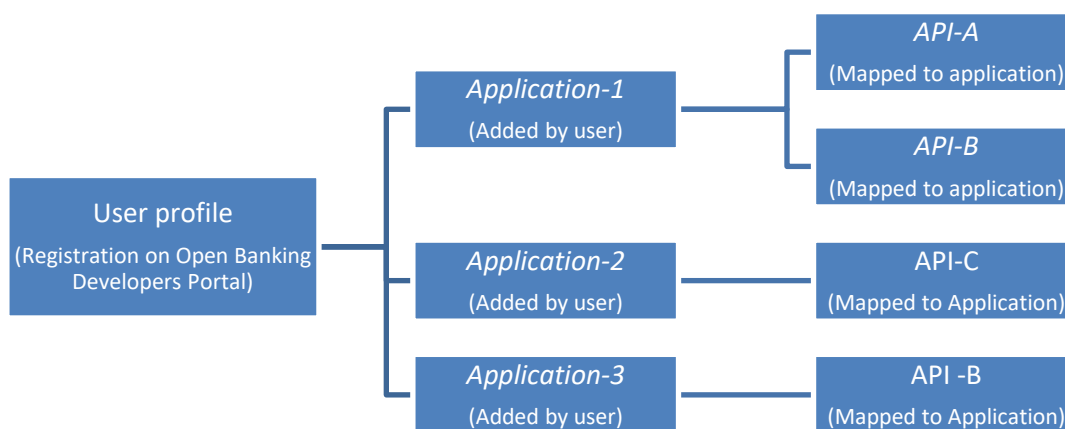 User profile
(Registration on Open Banking
Developers Portal)
Application-1
(Added by user)
API-A
(Mapped to application)
API-B
(Mapped to application)
Application-2
(Added by user)
API-C
(Mapped to Application)
Application-3
(Added by user)
API -B
(Mapped to Application)